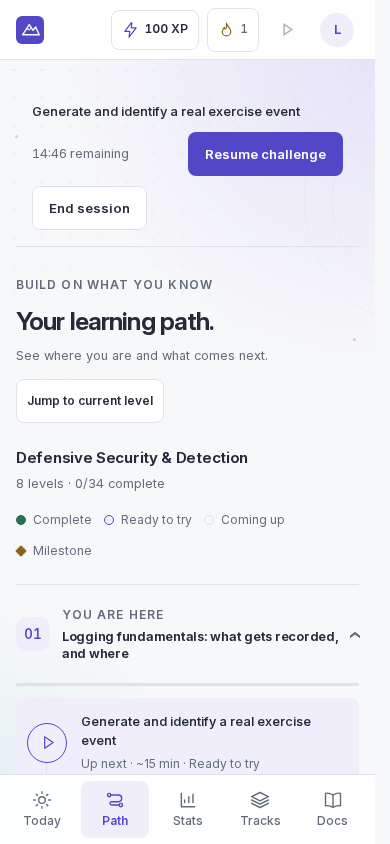 100 XP
1
L
Generate and identify a real exercise event
14:46 remaining
Resume challenge
End session
BUILD ON WHAT YOU KNOW
Your learning path.
See where you are and what comes next.
Jump to current level
Defensive Security & Detection
8 levels · 0/34 complete
Complete
Ready to try
Coming up
Milestone
YOU ARE HERE
01
Logging fundamentals: what gets recorded,
and where
Generate and identify a real exercise
event
Up next · ~15 min · Ready to try
Today
Path
Stats
Tracks
Docs